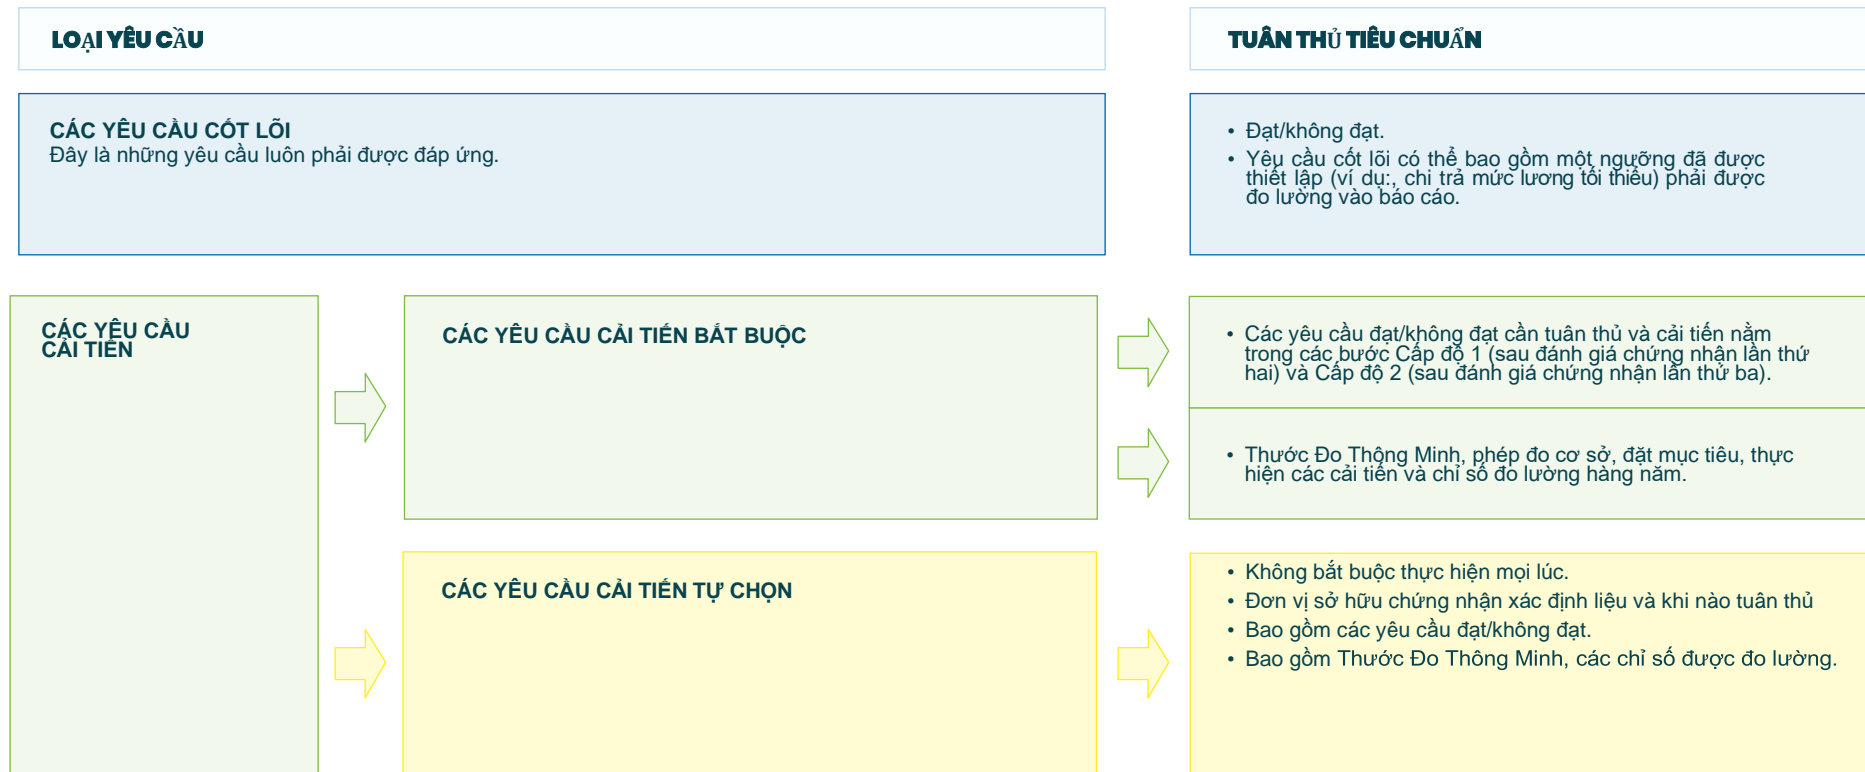 LOẠI YÊU CẦU
TUÂN THỦ TIÊU CHUẨN
CÁC YÊU CẦU CỐT LÕI
Đây là những yêu cầu luôn phải được đáp ứng.
• Đạt/không đạt.
• Yêu cầu cốt lõi có thể bao gồm một ngưỡng đã được
thiết lập (ví dụ:, chi trả mức lương tối thiểu) phải được
đo lường vào báo cáo.
CÁC YÊU CẦU
CẢI TIẾN
CÁC YÊU CẦU CẢI TIẾN BẮT BUỘC
• Các yêu cầu đạt/không đạt cần tuân thủ và cải tiến nằm
trong các bước Cấp độ 1 (sau đánh giá chứng nhận lần thứ
hai) và Cấp độ 2 (sau đánh giá chứng nhận lần thứ ba).
• Thước Đo Thông Minh, phép đo cơ sở, đặt mục tiêu, thực
hiện các cải tiến và chỉ số đo lường hàng năm.
CÁC YÊU CẦU CẢI TIẾN TỰ CHỌN
• Không bắt buộc thực hiện mọi lúc.
• Đơn vị sở hữu chứng nhận xác định liệu và khi nào tuân thủ
• Bao gồm các yêu cầu đạt/không đạt.
• Bao gồm Thước Đo Thông Minh, các chỉ số được đo lường.